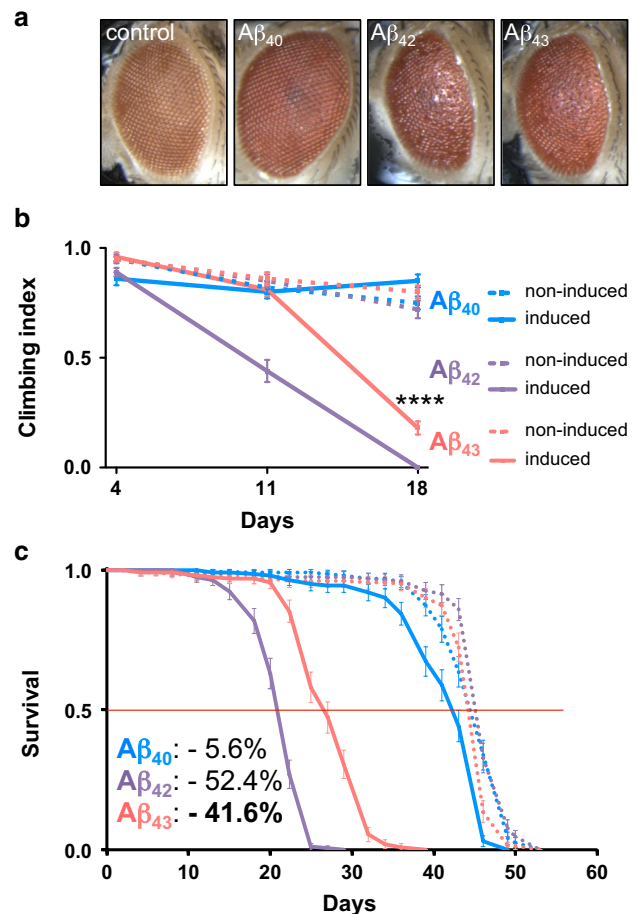 a
control
Aβ40
Aβ42
Aβ43
b
Climbing index
1.0
0.5
0.0
4
11
18
Days
****
Aβ40
non-induced
induced
Aβ42
non-induced
induced
Aβ43
non-induced
induced
c
Survival
1.0
0.5
0.0
Aβ40: - 5.6%
Aβ42: - 52.4%
Aβ43: - 41.6%
0
10
20
30
40
50
60
Days